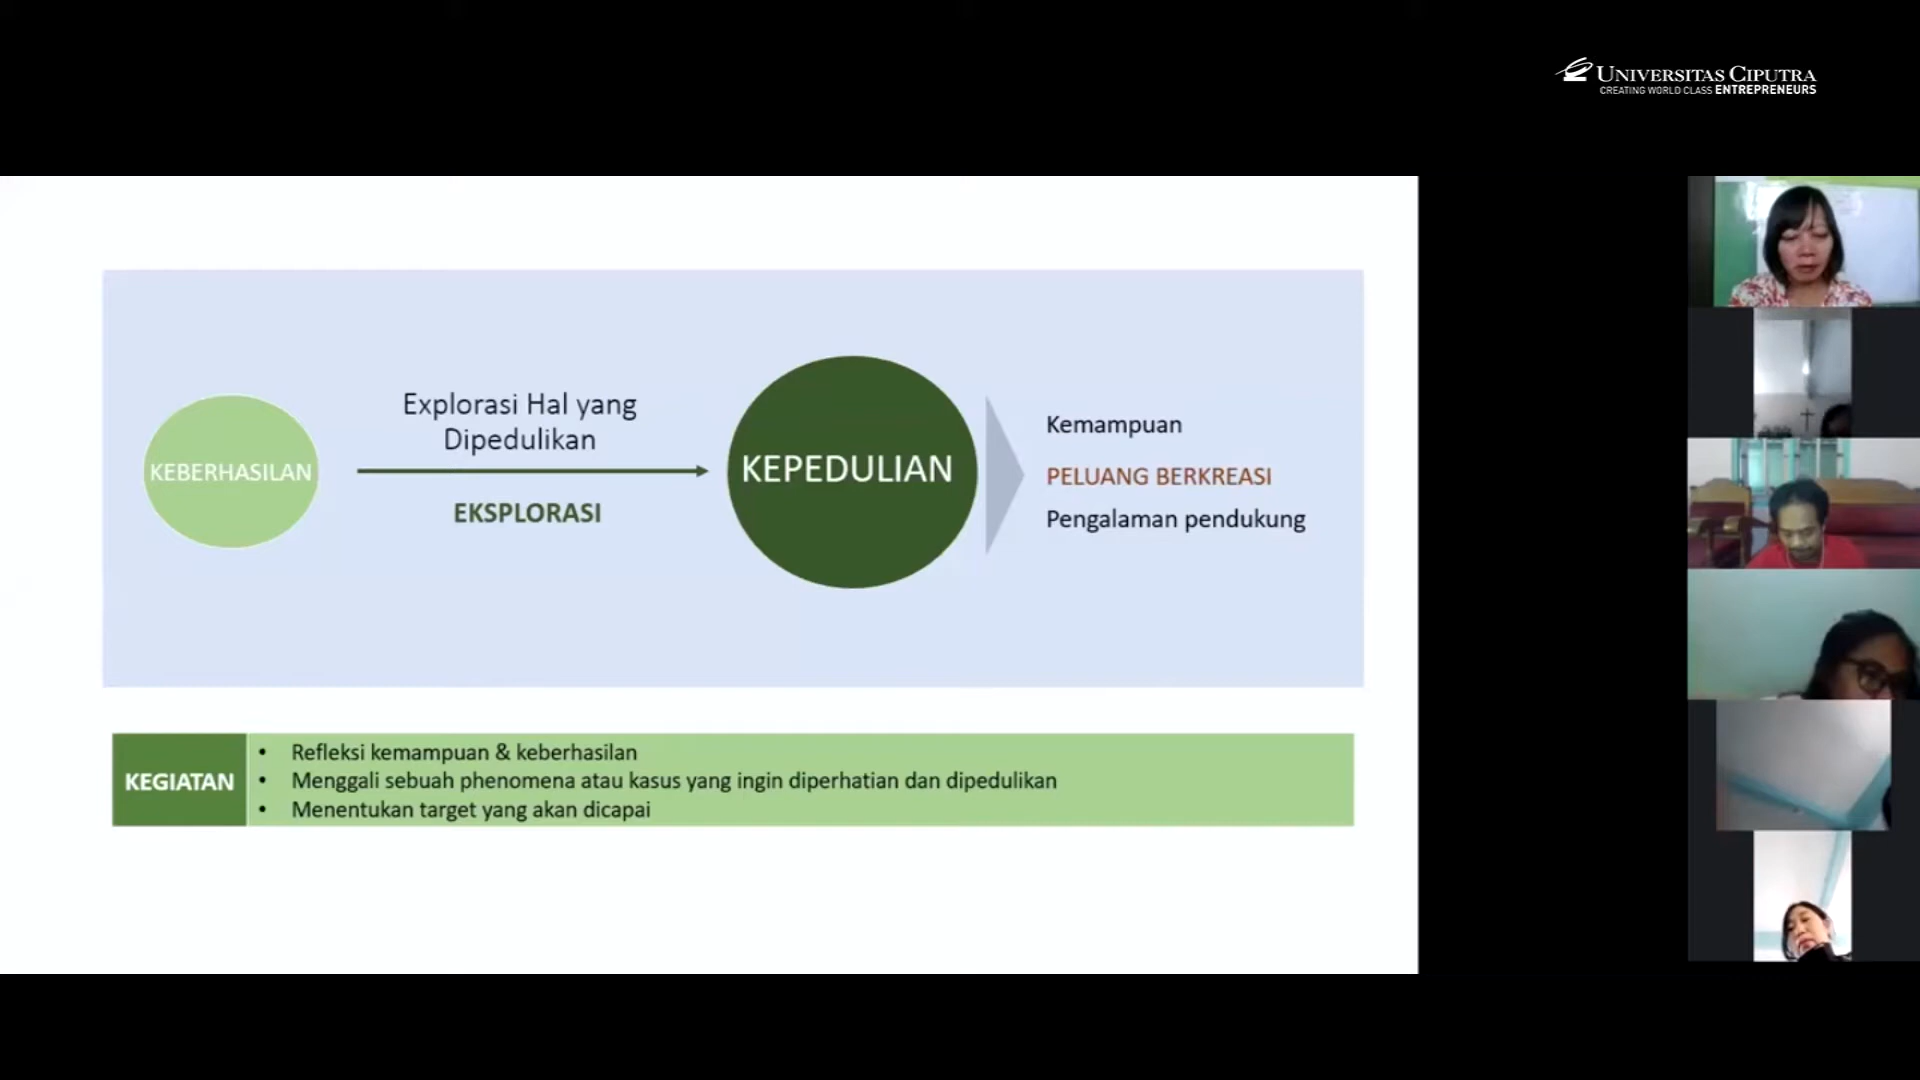 UNIVERSITAS CIPUTRA
CREATING WORLD CLASS ENTREPRENEURS
KEBERHASILAN
Explorasi Hal yang
Dipedulikan
EKSPLORASI
KEPEDULIAN
Kemampuan
PELUANG BERKREASI
Pengalaman pendukung
KEGIATAN
• Refleksi kemampuan & keberhasilan
• Menggali sebuah phenomena atau kasus yang ingin diperhatian dan dipedulikan
• Menentukan target yang akan dicapai